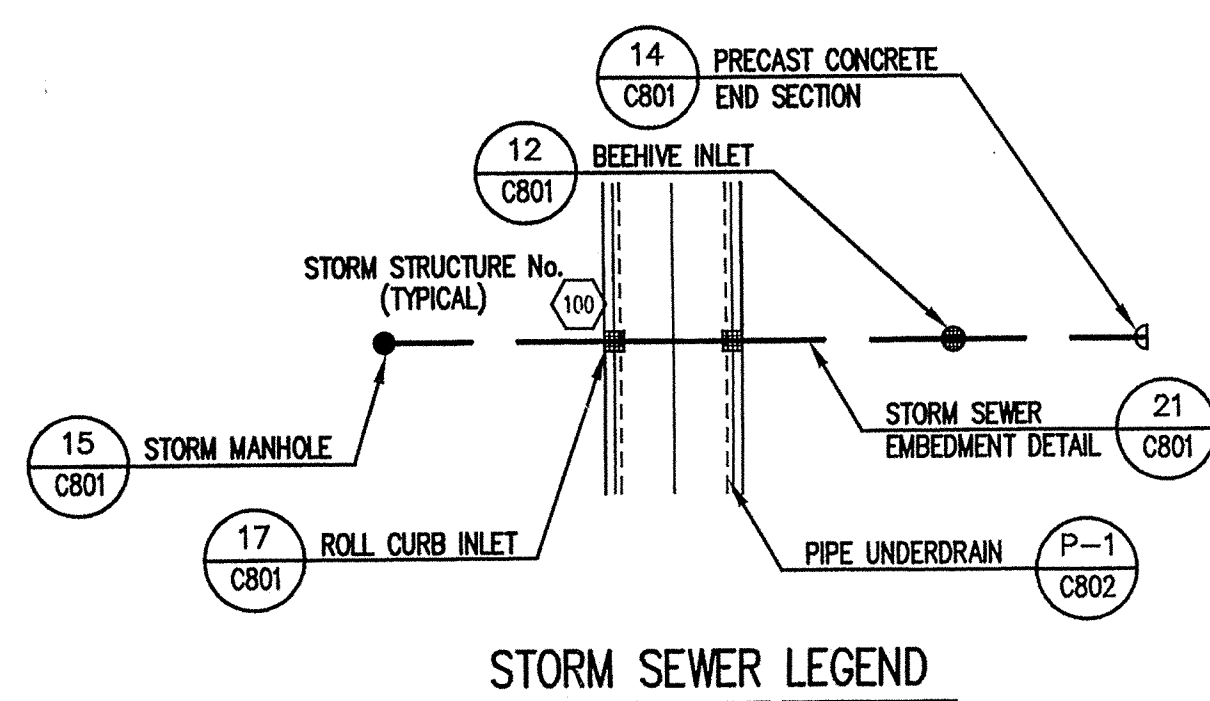 14
C801
PRECAST CONCRETE
END SECTION
12
C801
BEEHIVE INLET
STORM STRUCTURE No.
(TYPICAL)
100
15
C801
STORM MANHOLE
STORM SEWER
EMBEDMENT DETAIL
21
C801
17
C801
ROLL CURB INLET
PIPE UNDERDRAIN
P-1
C802
STORM SEWER LEGEND